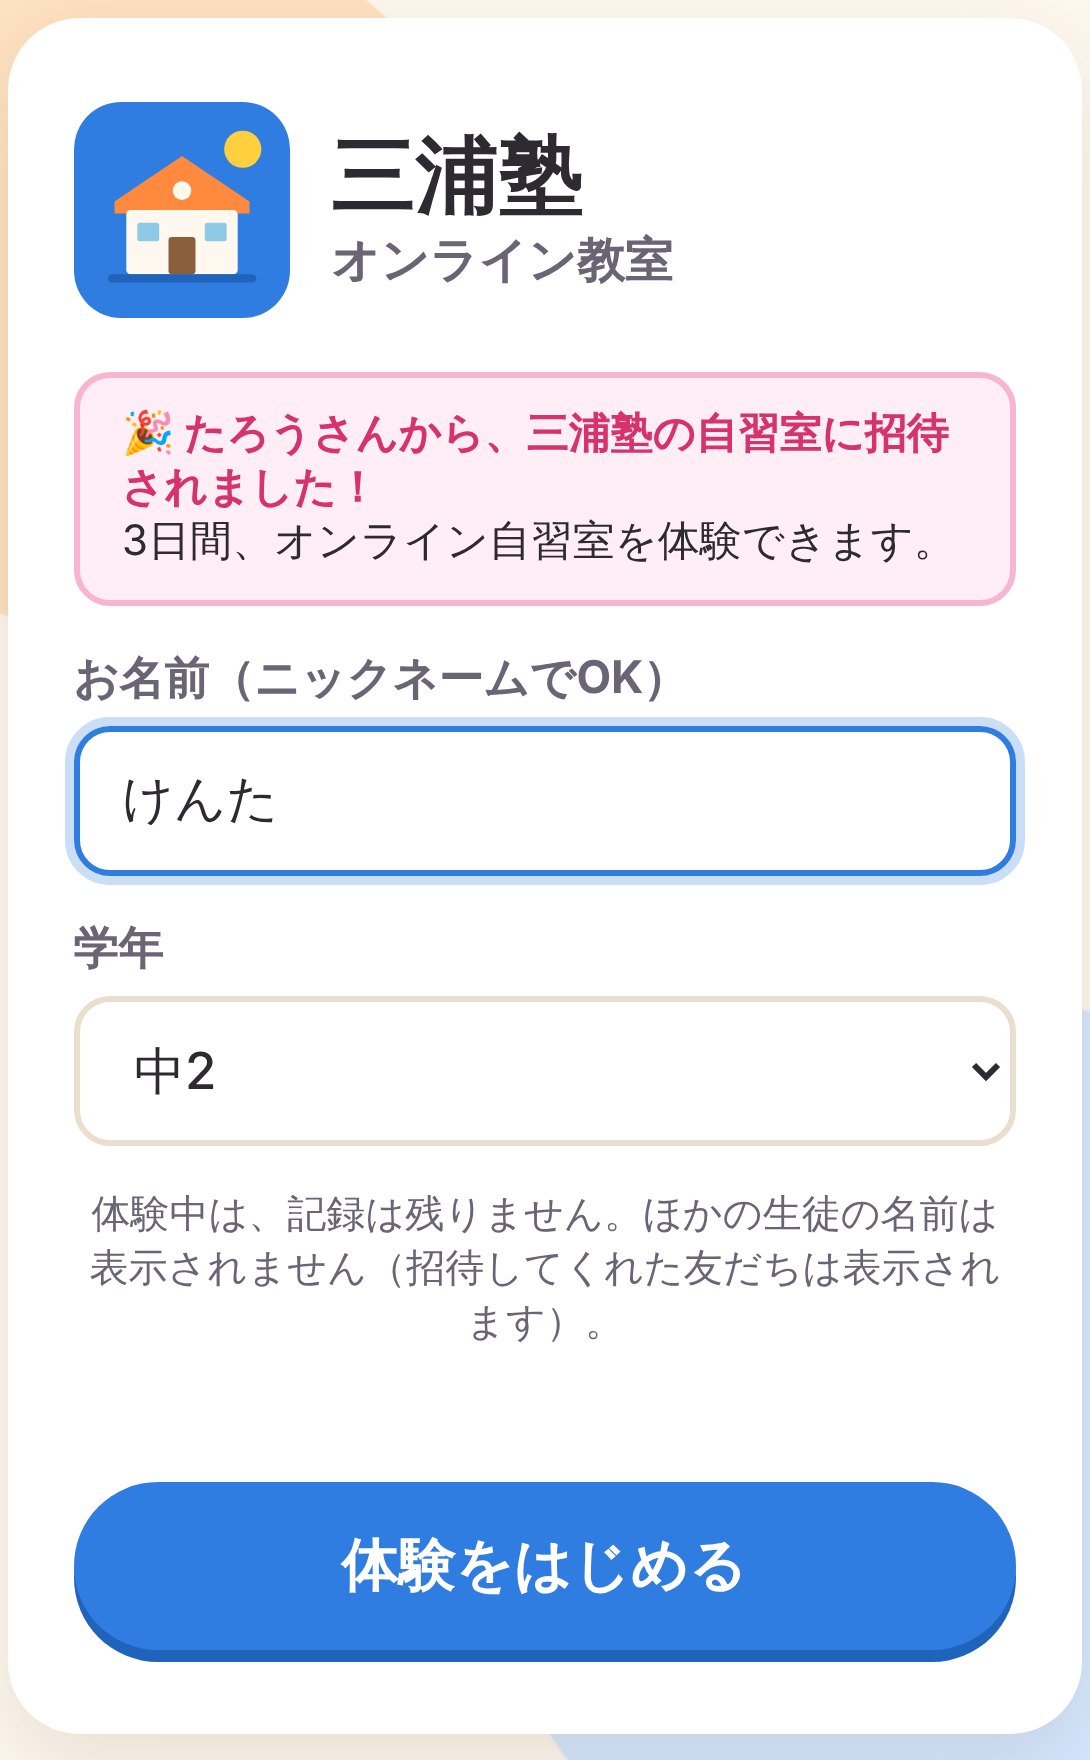 三浦塾
オンライン教室
🎉 たろうさんから、三浦塾の自習室に招待
されました！
3日間、オンライン自習室を体験できます。
お名前（ニックネームでOK）
けんた
学年
中2
体験中は、記録は残りません。ほかの生徒の名前は
表示されません（招待してくれた友だちは表示され
ます）。
体験をはじめる